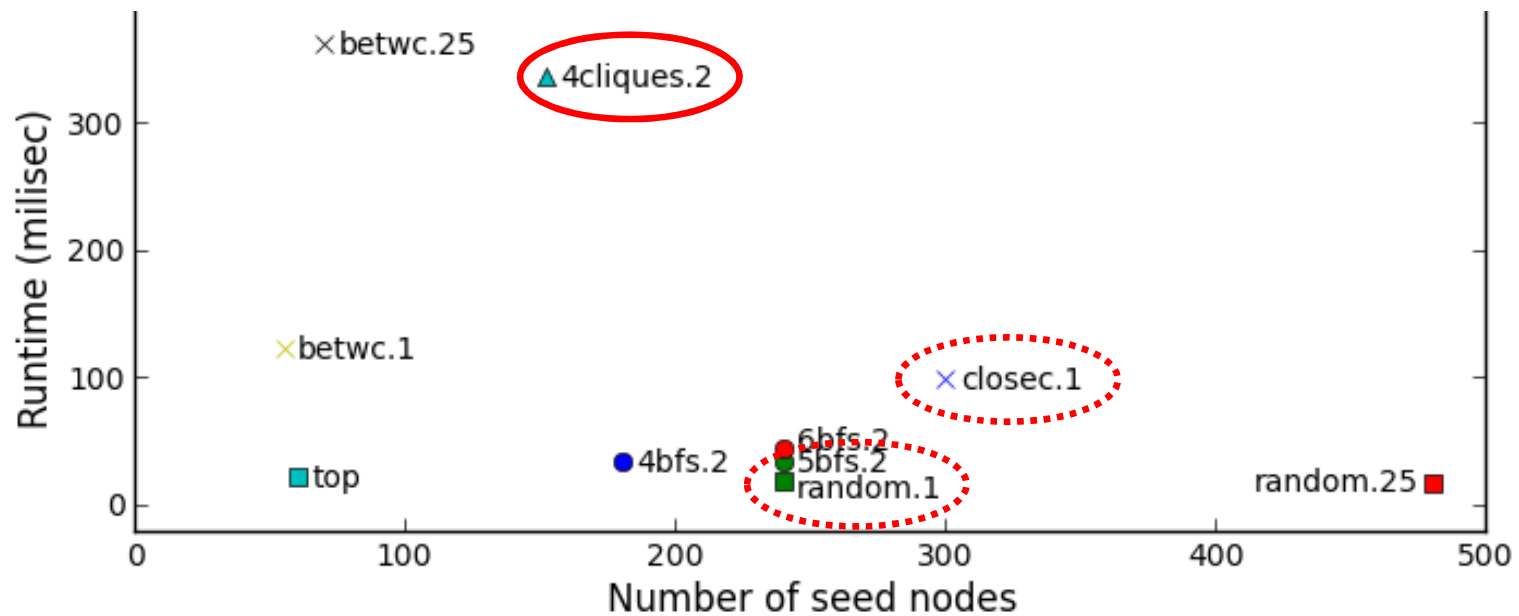 betwc.25
4cliques.2
300
Runtime (milisec)
200
betwc.1
100
closec.1
6bfs.2
4bfs.2
5bfs.2
top
random.1
random.25
0
0
100
200
300
400
500
Number of seed nodes